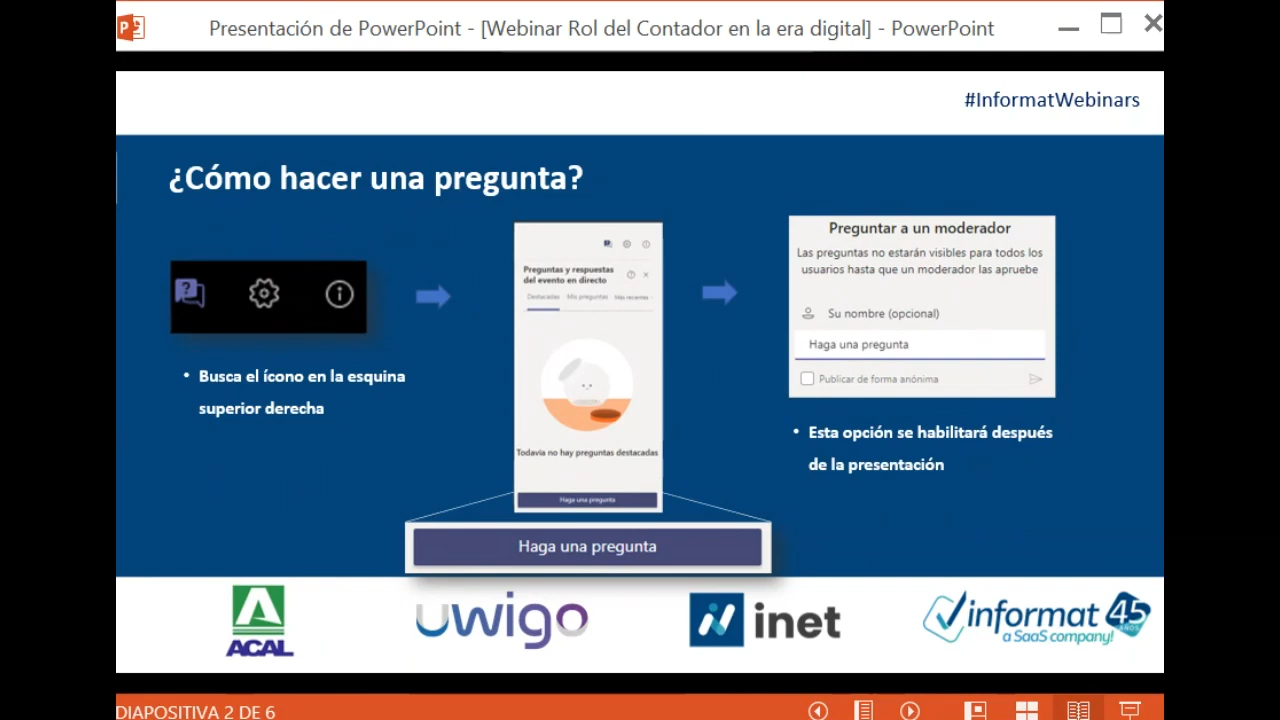 Presentación de PowerPoint - [Webinar Rol del Contador en la era digital] - PowerPoint
#InformatWebinars
¿Cómo hacer una pregunta?
• Busca el ícono en la esquina
superior derecha
Preguntas y respuestas
del evento en directo
Destacadas Mis preguntas Más recientes
Todavía no hay preguntas destacadas
Haga una pregunta
Haga una pregunta
Preguntar a un moderador
Las preguntas no estarán visibles para todos los
usuarios hasta que un moderador las apruebe
Su nombre (opcional)
Haga una pregunta
Publicar de forma anónima
• Esta opción se habilitará después
de la presentación
ACAL
uwigo
inet
informat 45 AÑOS
a SaaS company!
DIAPOSITIVA 2 DE 6